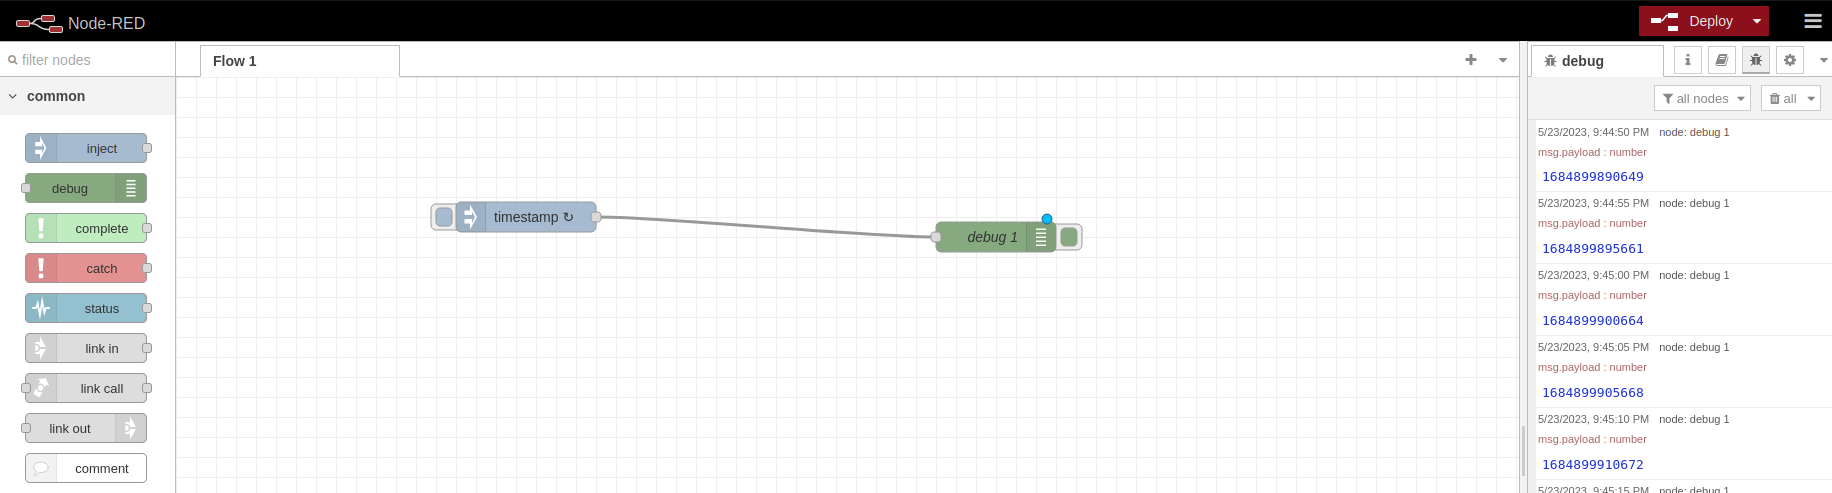 Node-RED
Deploy
filter nodes
Flow 1
debug
i
common
all nodes
all
inject
debug
complete
catch
status
link in
link call
link out
comment
timestamp ↻
debug 1
5/23/2023, 9:44:50 PM node: debug 1
msg.payload : number
1684899890649
5/23/2023, 9:44:55 PM node: debug 1
msg.payload : number
1684899895661
5/23/2023, 9:45:00 PM node: debug 1
msg.payload : number
1684899900664
5/23/2023, 9:45:05 PM node: debug 1
msg.payload : number
1684899905668
5/23/2023, 9:45:10 PM node: debug 1
msg.payload : number
1684899910672
5/23/2023, 9:45:15 PM node: debug 1